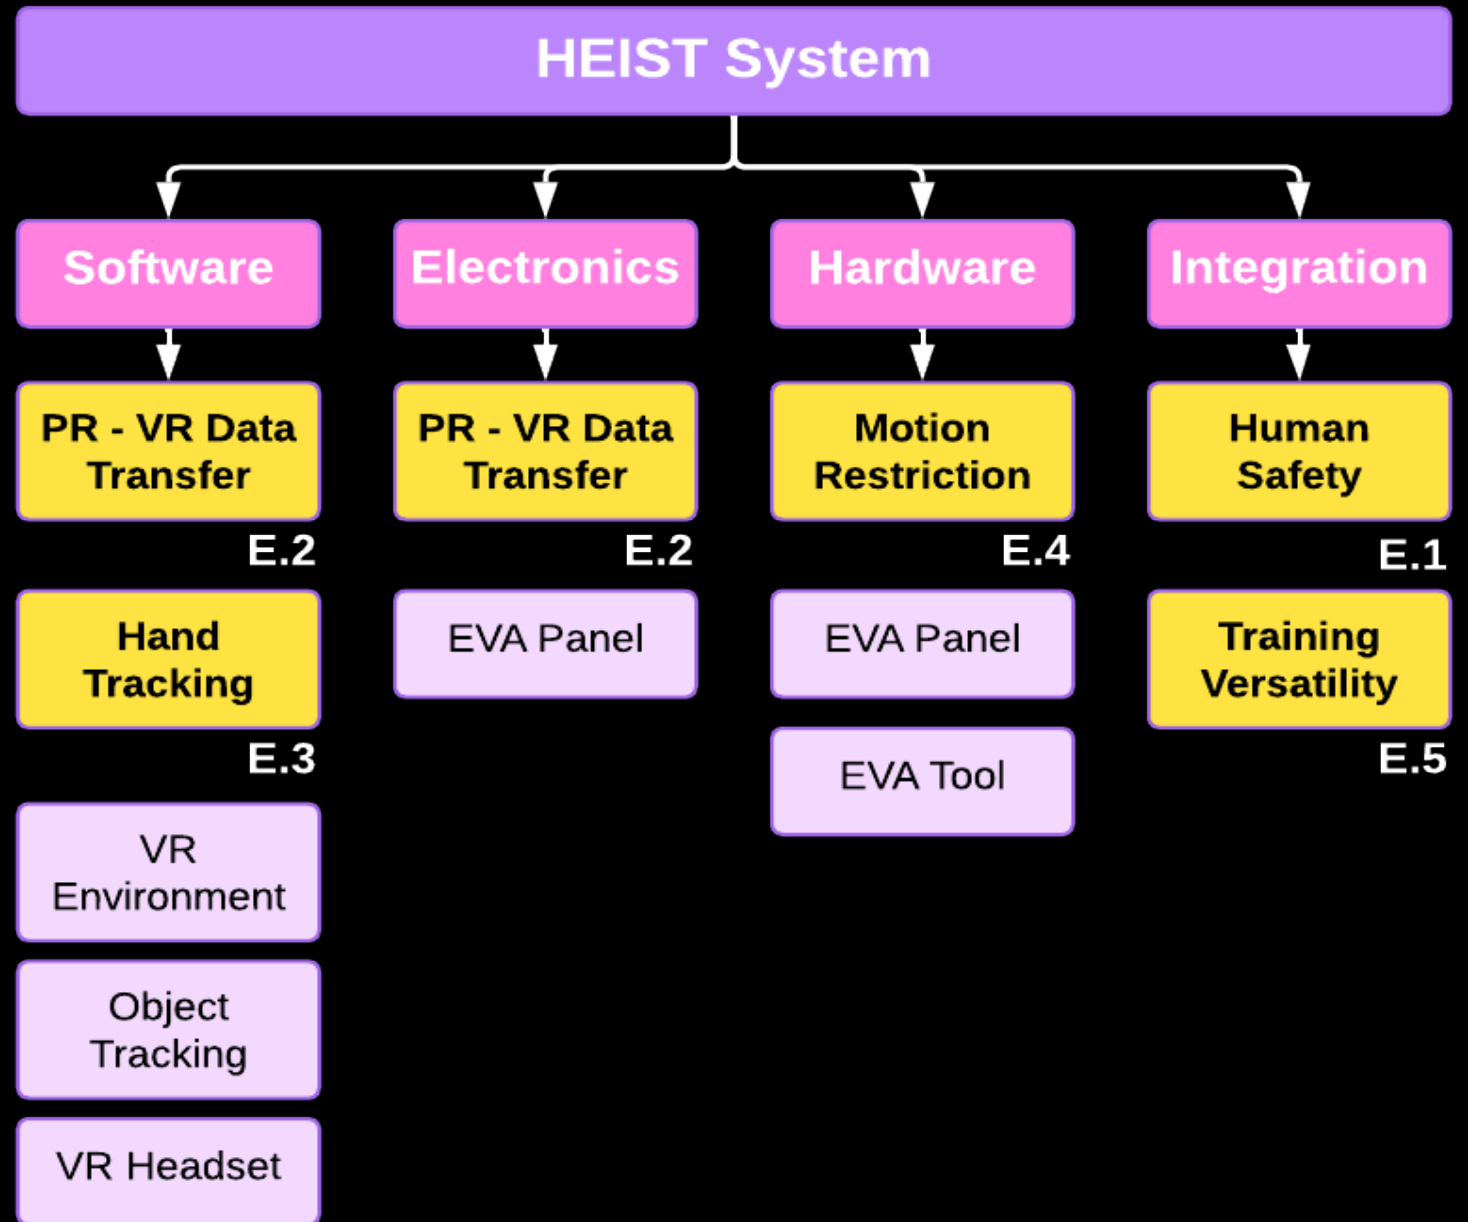 HEIST System
Software
Electronics
Hardware
Integration
PR - VR Data
Transfer
PR - VR Data
Transfer
Motion
Restriction
Human
Safety
E.2
E.2
E.4
E.1
Hand
Tracking
EVA Panel
EVA Panel
Training
Versatility
E.3
EVA Tool
E.5
VR
Environment
Object
Tracking
VR Headset